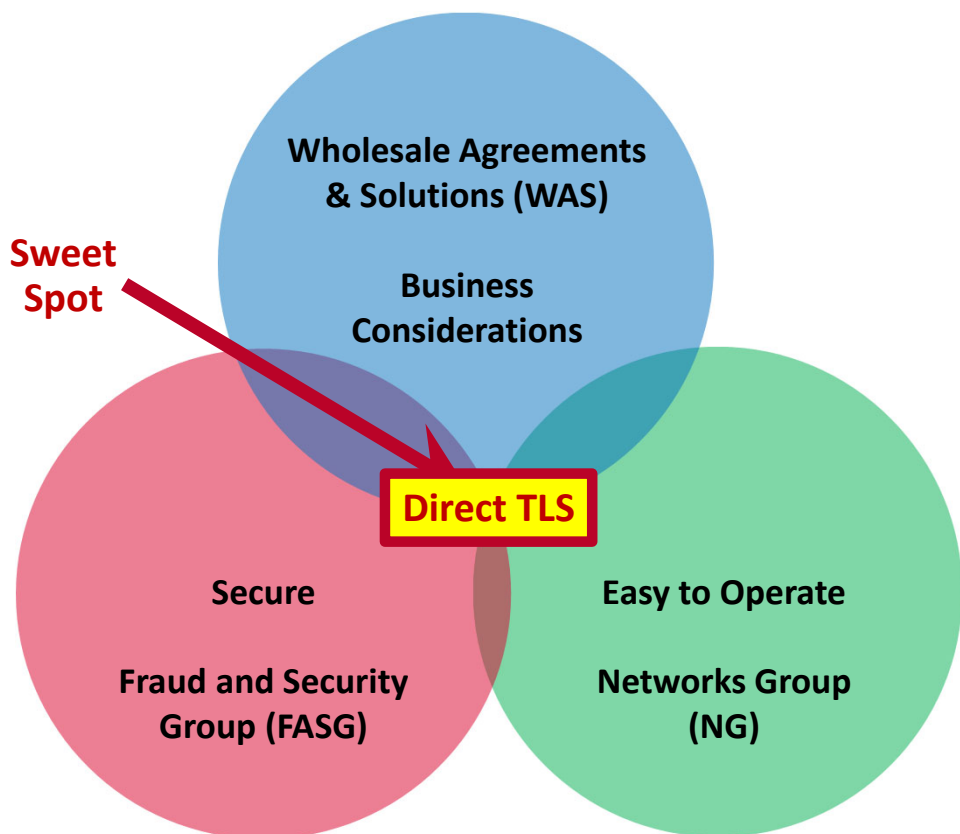 Wholesale Agreements
& Solutions (WAS)
Business
Considerations
Sweet
Spot
Direct TLS
Secure
Fraud and Security
Group (FASG)
Easy to Operate
Networks Group
(NG)